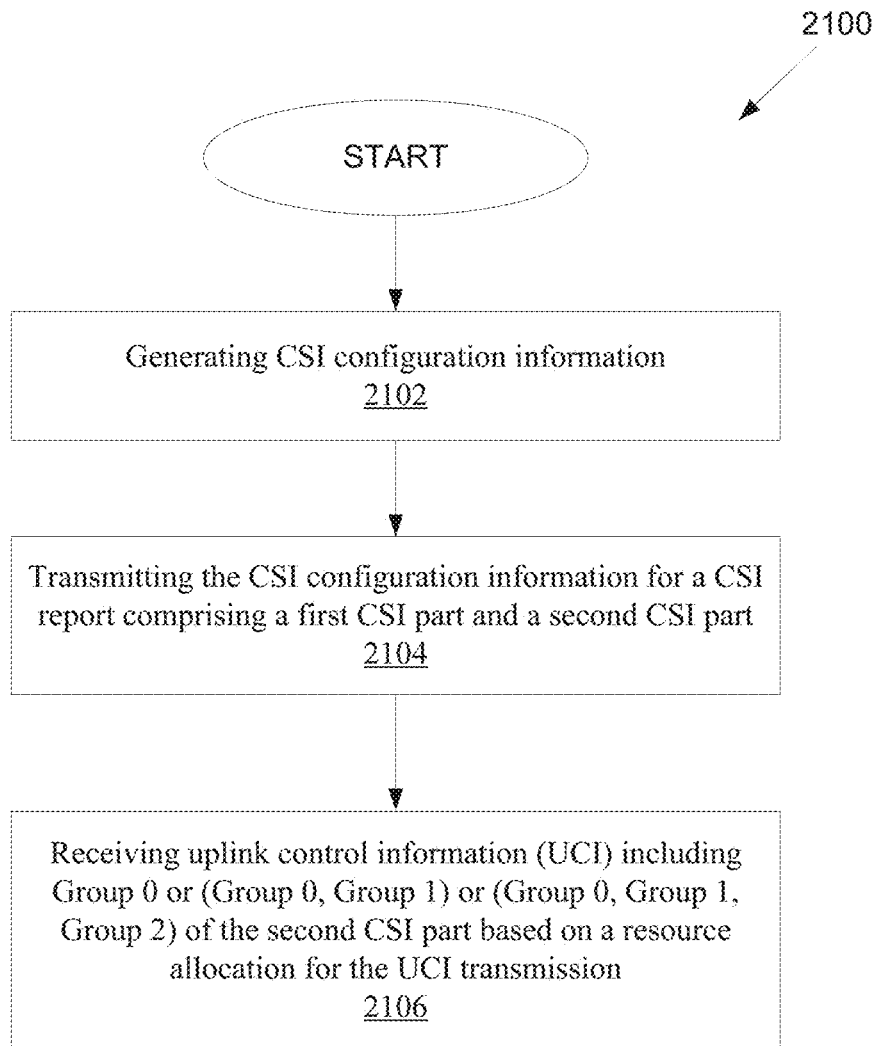 2100
START
Generating CSI configuration information
2102
Transmitting the CSI configuration information for a CSI
report comprising a first CSI part and a second CSI part
2104
Receiving uplink control information (UCI) including
Group 0 or (Group 0, Group 1) or (Group 0, Group 1,
Group 2) of the second CSI part based on a resource
allocation for the UCI transmission
2106